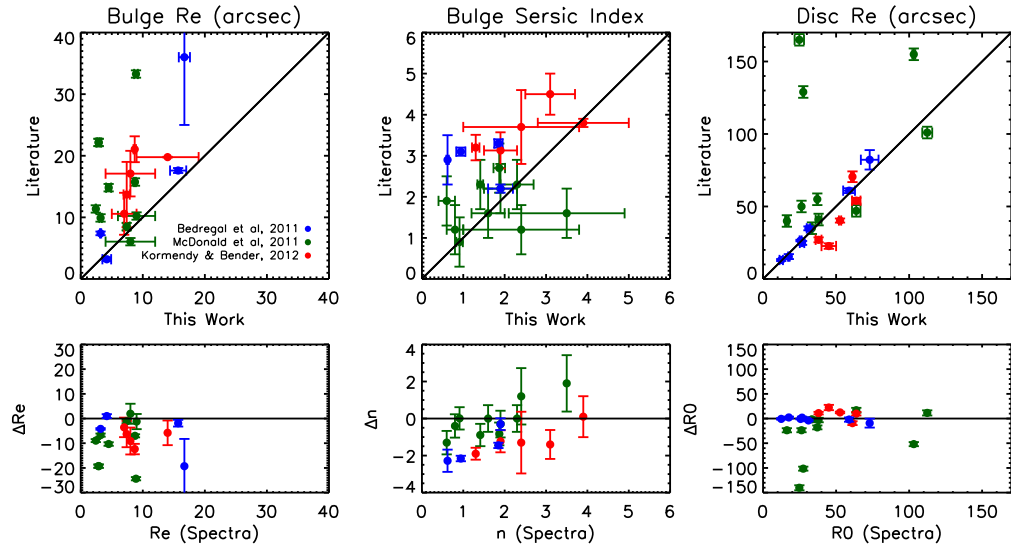 Bulge Re (arcsec)
Bulge Sersic Index
Disc Re (arcsec)
40
30
20
10
0
Literature
Bedregal et al, 2011
McDonald et al, 2011
Kormendy & Bender, 2012
0 10 20 30 40
This Work
6
5
4
3
2
1
0
Literature
0 1 2 3 4 5 6
This Work
150
100
50
0
Literature
0 50 100 150
This Work
30
20
10
0
-10
-20
-30
ΔRe
0 10 20 30 40
Re (Spectra)
4
2
0
-2
-4
Δn
0 1 2 3 4 5 6
n (Spectra)
150
100
50
0
-50
-100
-150
ΔR0
0 50 100 150
R0 (Spectra)